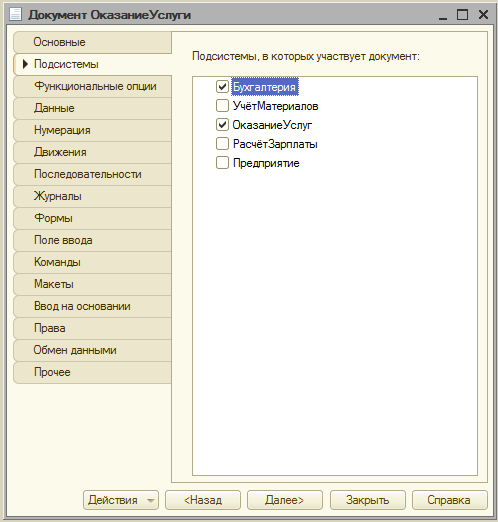 Документ ОказаниеУслуги
Основные
Подсистемы
Функциональные опции
Данные
Нумерация
Движения
Последовательности
Журналы
Формы
Поле ввода
Команды
Макеты
Ввод на основании
Права
Обмен данными
Прочее
Подсистемы, в которых участвует документ:
Бухгалтерия
УчётМатериалов
ОказаниеУслуг
РасчётЗарплаты
Предприятие
Действия
<Назад
Далее>
Закрыть
Справка